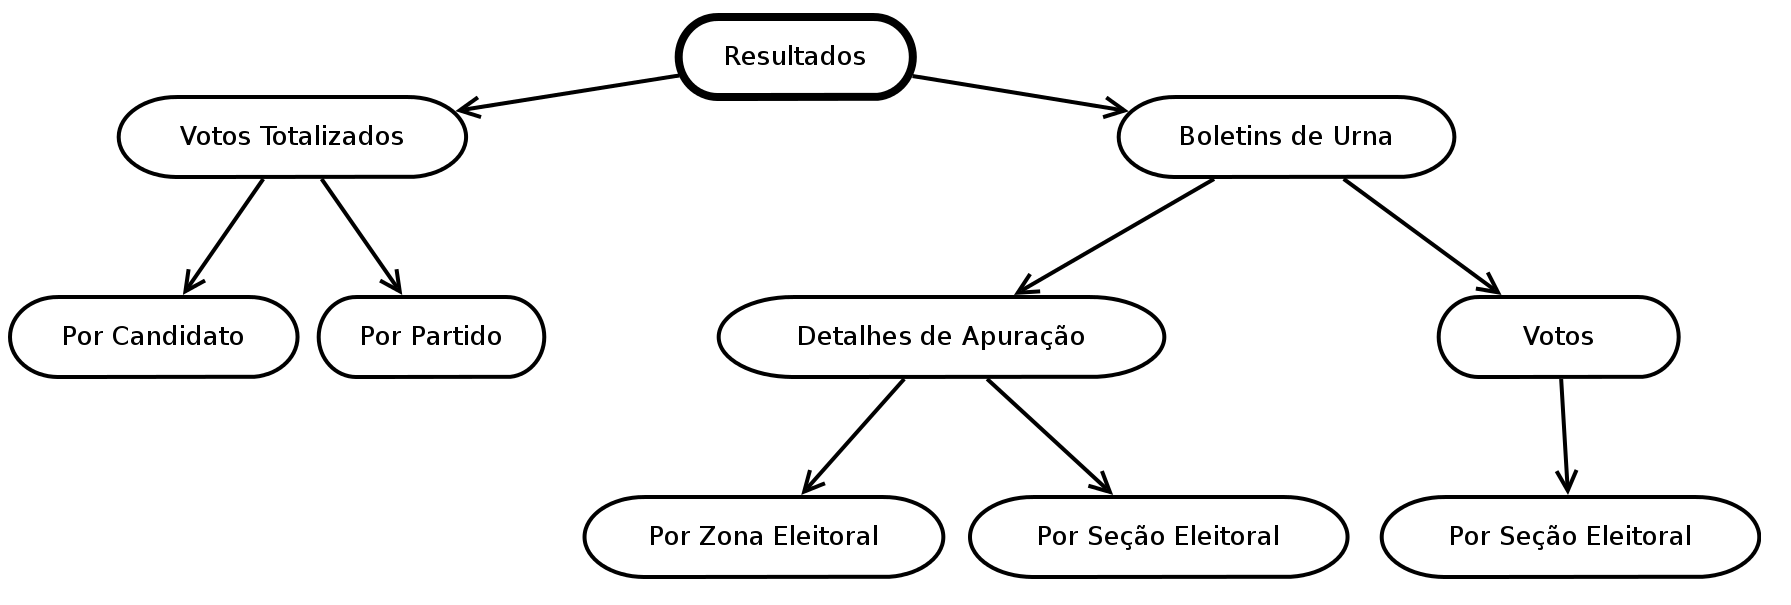 Resultados
Votos Totalizados
Boletins de Urna
Por Candidato
Por Partido
Detalhes de Apuração
Votos
Por Zona Eleitoral
Por Seção Eleitoral
Por Seção Eleitoral